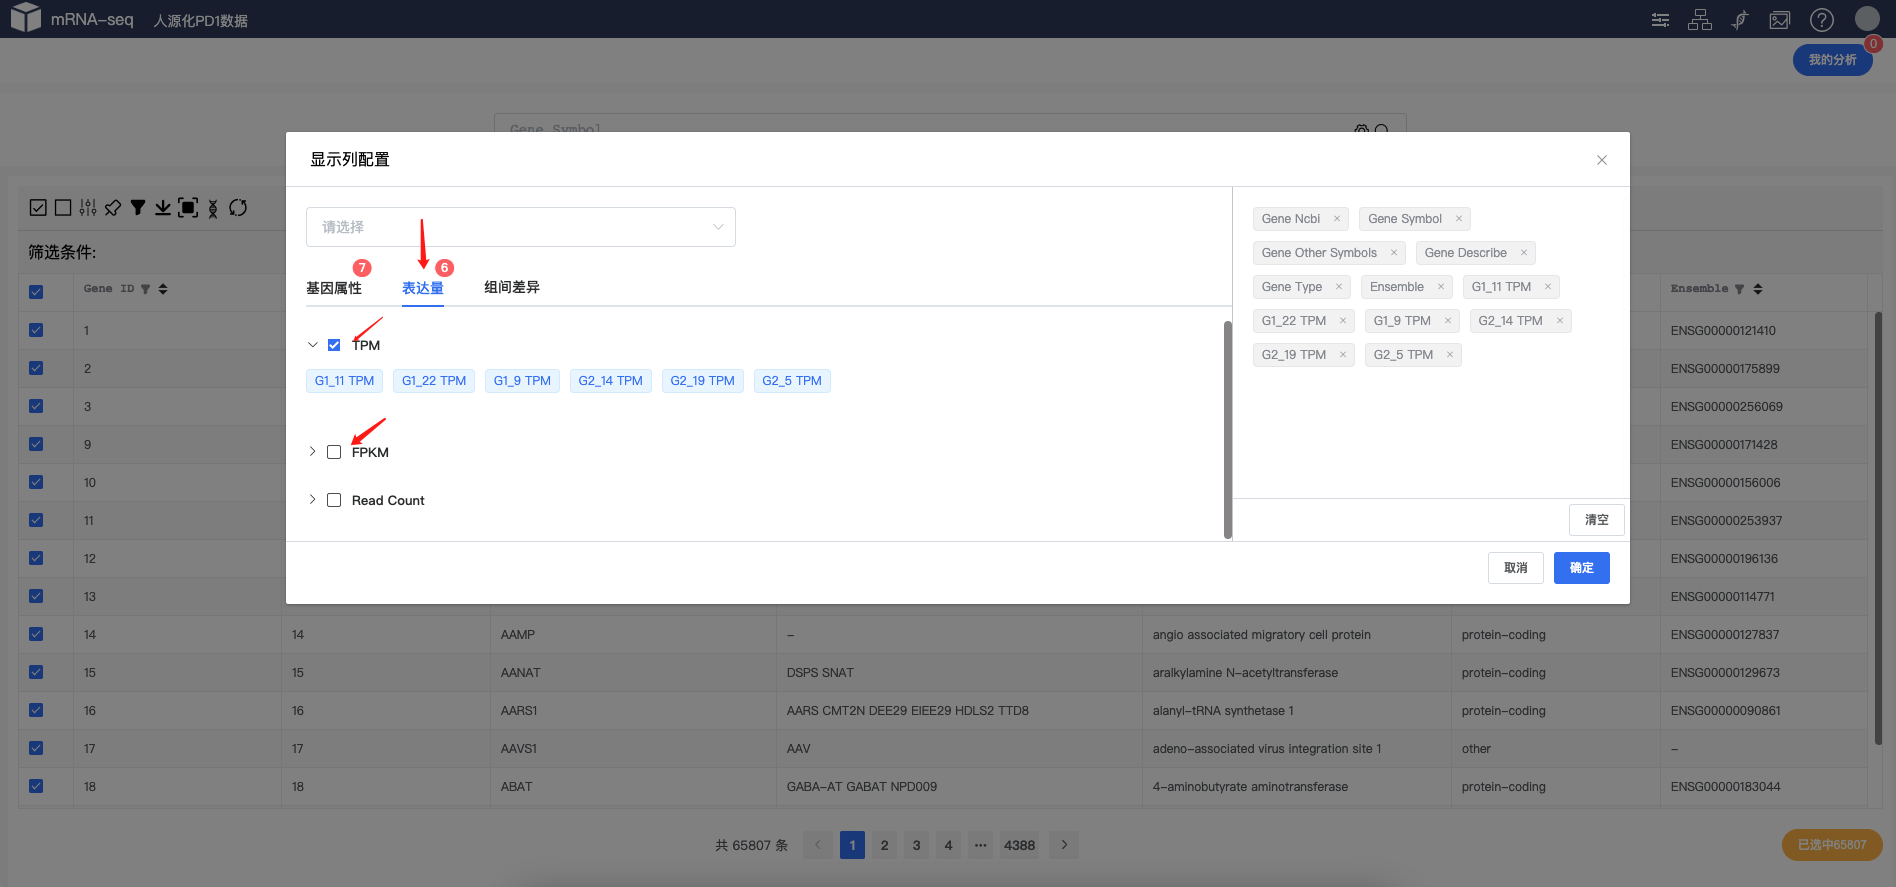 mRNA-seq 人源化PD1数据
0
我的分析
Gene Symbol
显示列配置
请选择
基因属性 7 表达量 6 组间差异
TPM
G1_11 TPM G1_22 TPM G1_9 TPM G2_14 TPM G2_19 TPM G2_5 TPM
FPKM
Read Count
Gene Ncbi × Gene Symbol ×
Gene Other Symbols × Gene Describe ×
Gene Type × Ensemble × G1_11 TPM ×
G1_22 TPM × G1_9 TPM × G2_14 TPM ×
G2_19 TPM × G2_5 TPM ×
清空
取消 确定
筛选条件:
Gene ID Ensemble
1 ENSG00000121410
2 ENSG00000175899
3 ENSG00000256069
9 ENSG00000171428
10 ENSG00000156006
11 ENSG00000253937
12 ENSG00000196136
13 ENSG00000114771
14 14 AAMP – angio associated migratory cell protein protein-coding ENSG00000127837
15 15 AANAT DSPS SNAT aralkylamine N-acetyltransferase protein-coding ENSG00000129673
16 16 AARS1 AARS CMT2N DEE29 EIEE29 HDLS2 TTD8 alanyl-tRNA synthetase 1 protein-coding ENSG00000090861
17 17 AAVS1 AAV adeno-associated virus integration site 1 other –
18 18 ABAT GABA-AT GABAT NPD009 4-aminobutyrate aminotransferase protein-coding ENSG00000183044
共 65807 条 < 1 2 3 4 ··· 4388 >
已选中65807